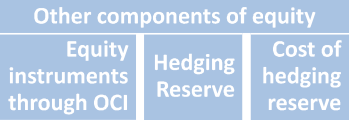 Other components of equity
Equity
instruments
through OCI
Hedging
Reserve
Cost of
hedging
reserve